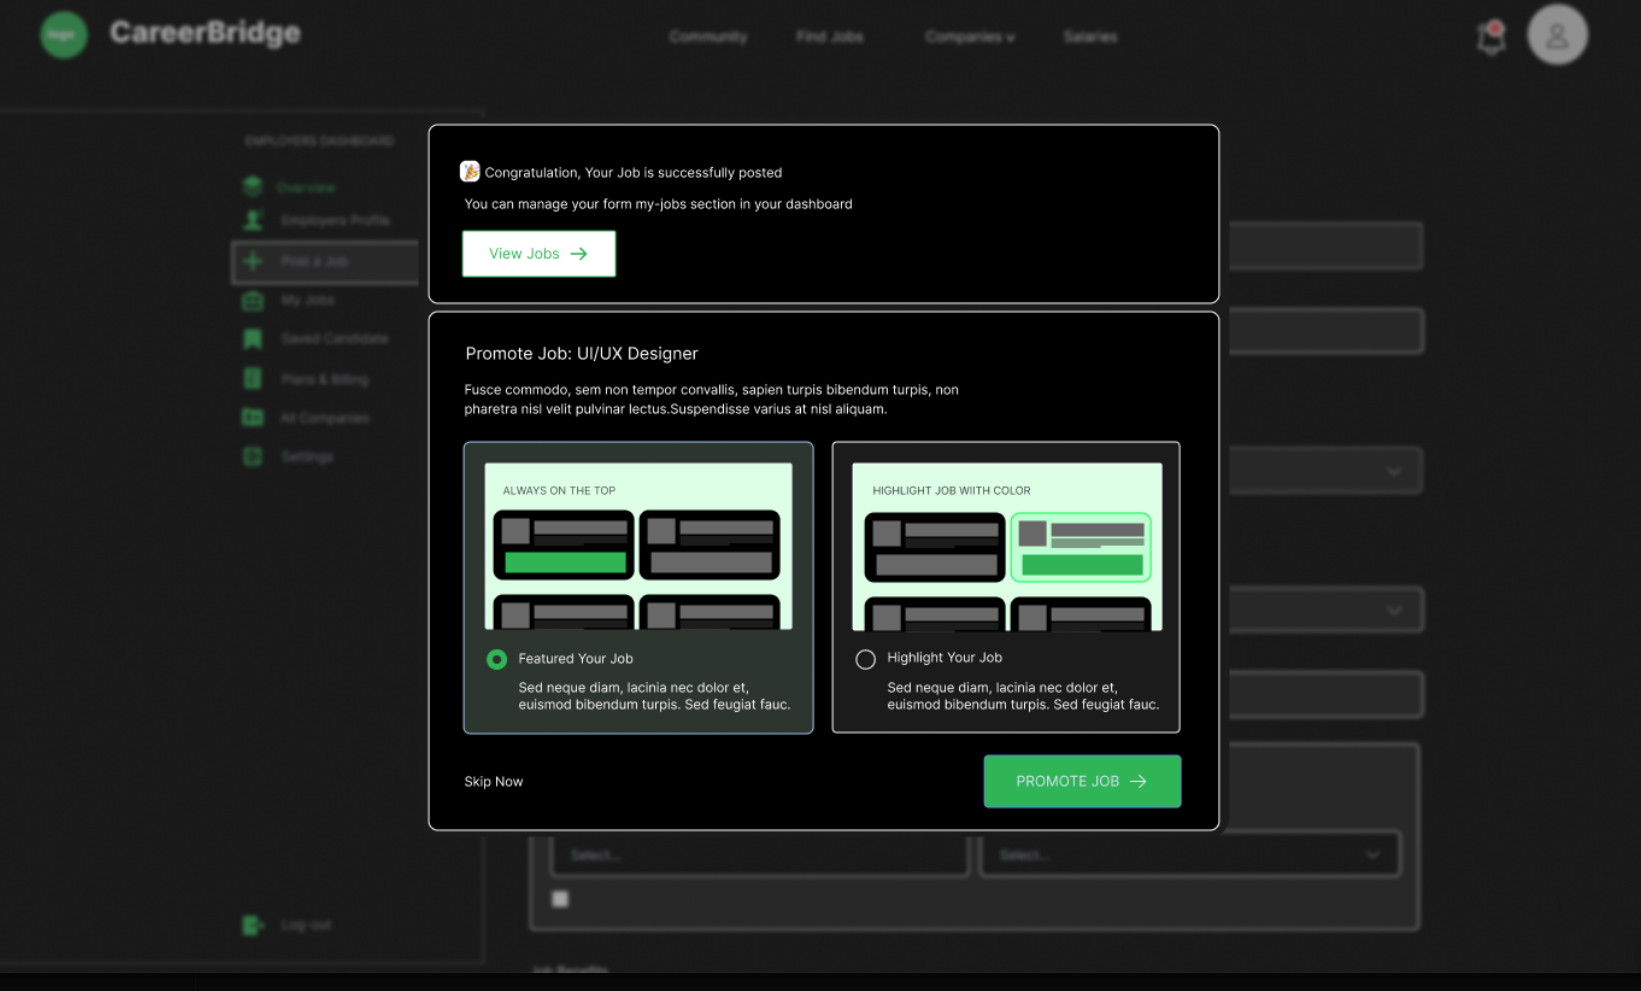 logo
CareerBridge
Community
Find Jobs
Companies
Salaries
EMPLOYERS DASHBOARD
Overview
Employers Profile
Post a Job
My Jobs
Saved Candidate
Plans & Billing
All Companies
Settings
Log-out
Congratulation, Your Job is successfully posted
You can manage your form my-jobs section in your dashboard
View Jobs
Promote Job: UI/UX Designer
Fusce commodo, sem non tempor convallis, sapien turpis bibendum turpis, non
pharetra nisl velit pulvinar lectus.Suspendisse varius at nisl aliquam.
ALWAYS ON THE TOP
Featured Your Job
Sed neque diam, lacinia nec dolor et,
euismod bibendum turpis. Sed feugiat fauc.
HIGHLIGHT JOB WIITH COLOR
Highlight Your Job
Sed neque diam, lacinia nec dolor et,
euismod bibendum turpis. Sed feugiat fauc.
Skip Now
PROMOTE JOB
Select...
Select...
Job Benefits